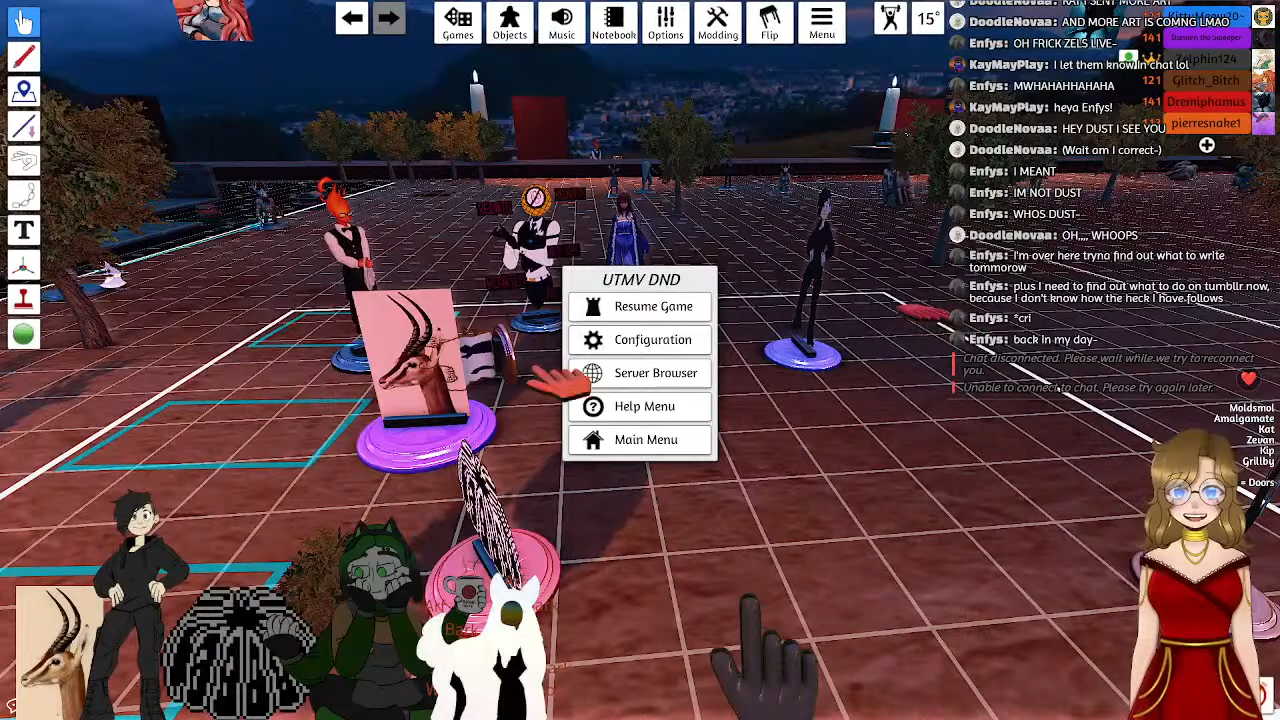 Games
Objects
Music
Notebook
Options
Modding
Flip
Menu
15°
DoodleNovaa: AND MORE ART IS COMNG LMAO
Enfys: OH FRICK ZELS LIVE-
KayMayPlay: I let them know in chat lol
Enfys: MWHAHAHHAHAHA
KayMayPlay: heya Enfys!
DoodleNovaa: HEY DUST I SEE YOU
DoodleNovaa: (Wait am I correct~)
Enfys: I MEANT
Enfys: IM NOT DUST
Enfys: WHOS DUST-
DoodleNovaa: OH,,,, WHOOPS
Enfys: I'm over here tryna find out what to write
tommorow
Enfys: plus I need to find out what to do on tumbllr now,
because I don't know how the
have follows
Enfys: *cri
Enfys: back in my day-
Chat disconnected. Please wait while we try to reconnect
you.
Unable to connect to chat. Please try again later.
141
121
Glitch_Bitch
141
Dremiphamus
pierresnake1
UTMV DND
Resume Game
Configuration
Server Browser
Help Menu
Main Menu
Moldsmol
Amalgamate
Kat
Zevan
Kip
Grillby
= Doors
T